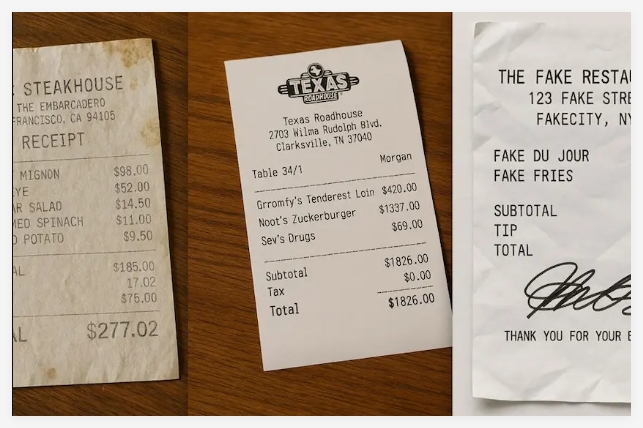 STEAKHOUSE
THE EMBARCADERO
FRANCISCO, CA 94105
RECEIPT
MIGNON $98.00
YE $52.00
AR SALAD $14.50
MED SPINACH $11.00
D POTATO $9.50
AL $185.00
17.02
$75.00
AL $277.02
TEXAS
ROADHOUSE
Texas Roadhouse
2703 Wilma Rudolph Blvd.
Clarksville, TN 37040
Table 34/1 Morgan
Grromfy's Tenderest Loin $420.00
Noot's Zuckerburger $1337.00
Sev's Drugs $69.00
Subtotal $1826.00
Tax $0.00
Total $1826.00
THE FAKE RESTAU
123 FAKE STRE
FAKECITY, NY
FAKE DU JOUR
FAKE FRIES
SUBTOTAL
TIP
TOTAL
THANK YOU FOR YOUR B